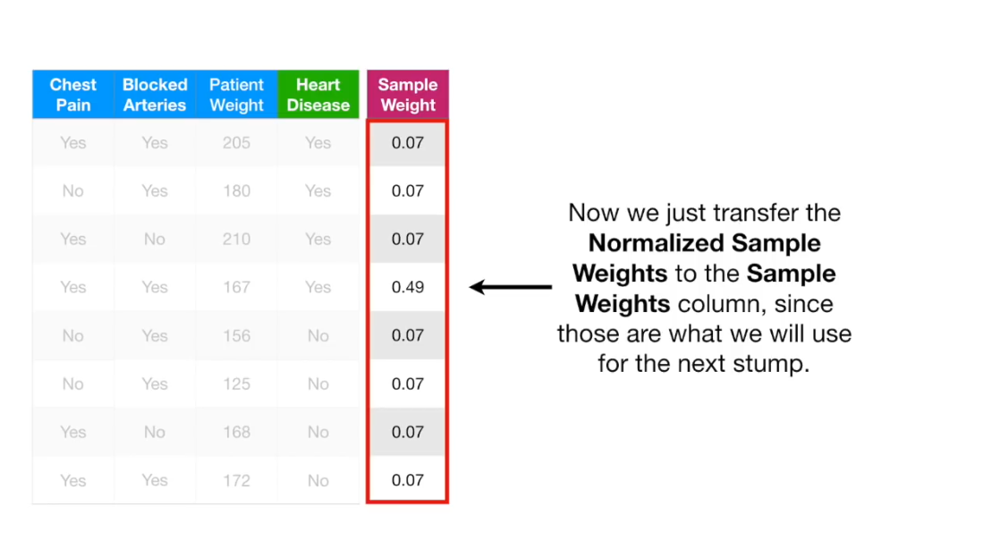 Chest Pain Blocked Arteries Patient Weight Heart Disease Sample Weight
Yes Yes 205 Yes 0.07
No Yes 180 Yes 0.07
Yes No 210 Yes 0.07
Yes Yes 167 Yes 0.49
No Yes 156 No 0.07
No Yes 125 No 0.07
Yes No 168 No 0.07
Yes Yes 172 No 0.07
Now we just transfer the
Normalized Sample
Weights to the Sample
Weights column, since
those are what we will use
for the next stump.